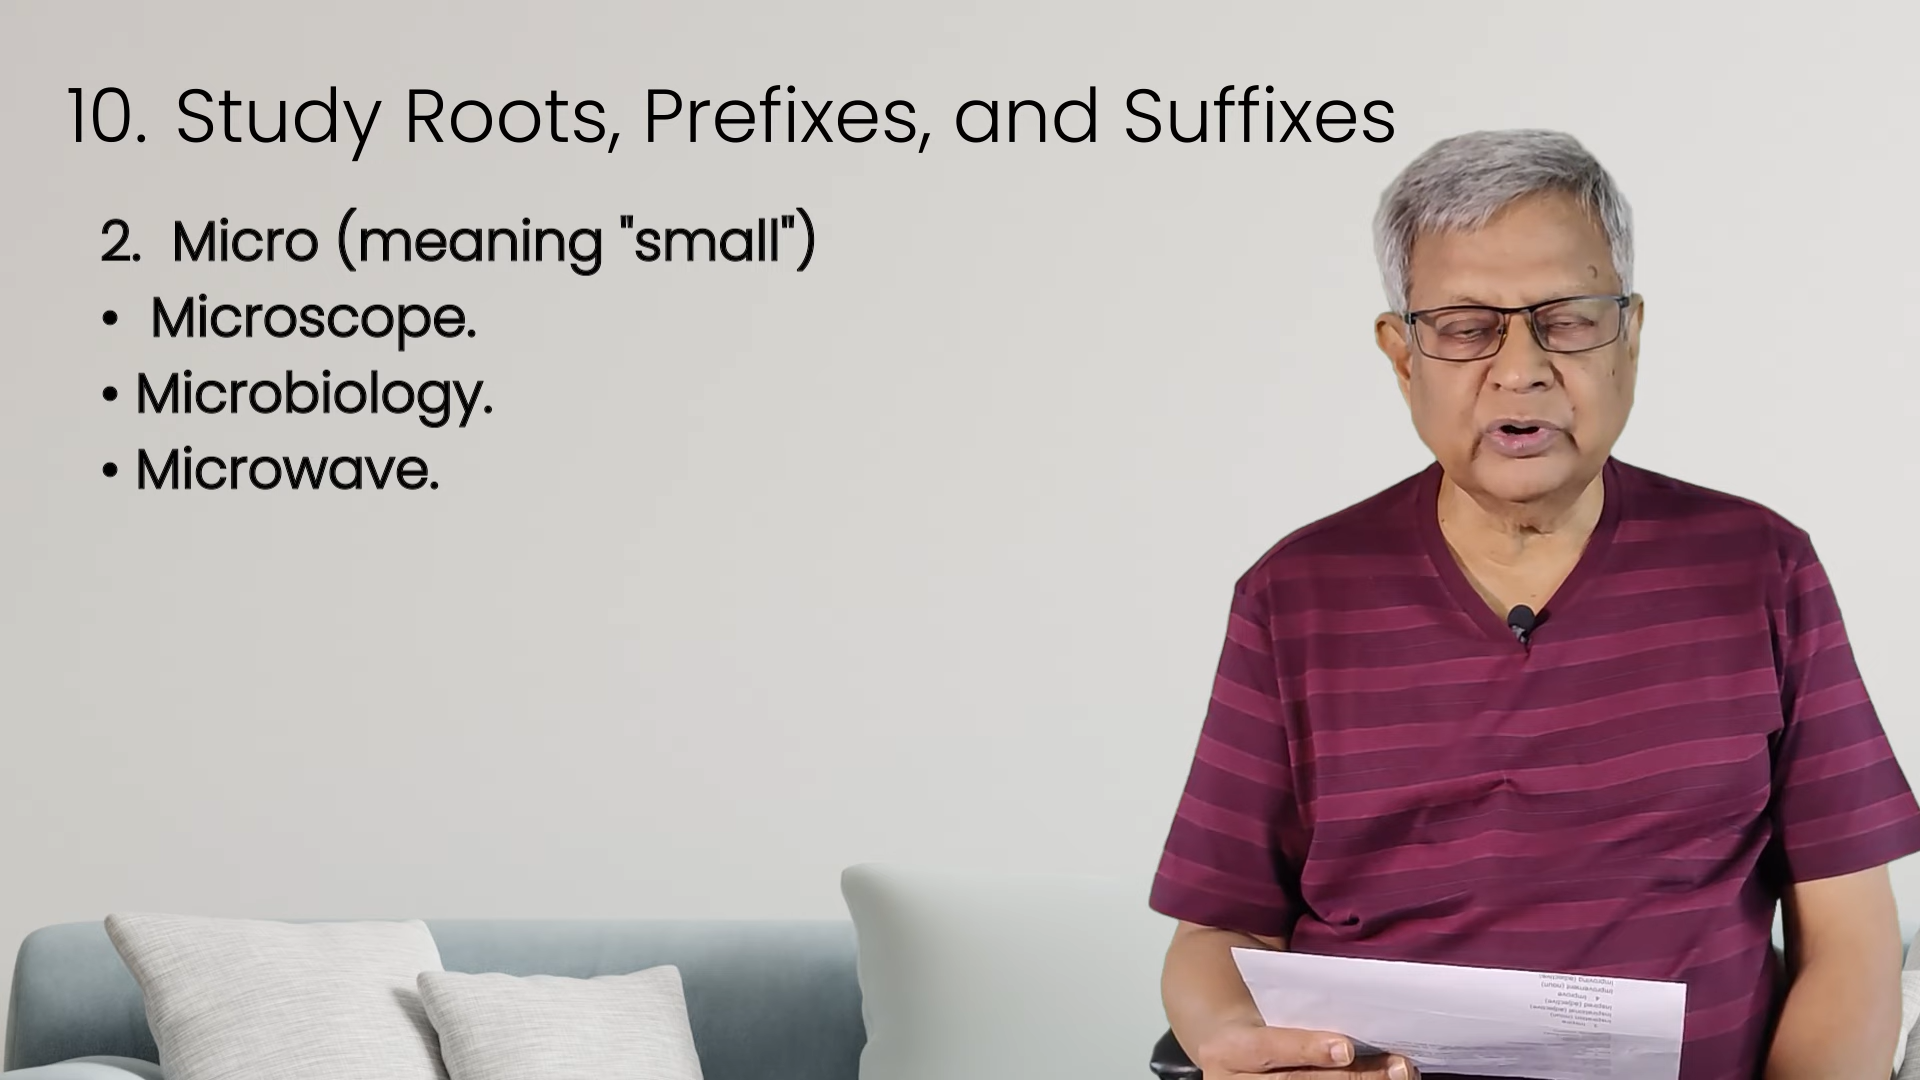 10. Study Roots, Prefixes, and Suffixes
2. Micro (meaning "small")
• Microscope.
• Microbiology.
• Microwave.